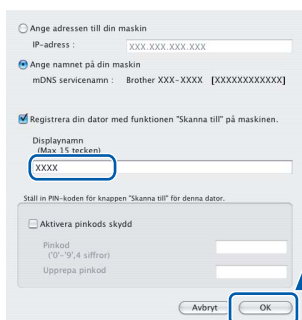 Ange adressen till din maskin
IP-adress : XXX.XXX.XXX.XXX
Ange namnet på din maskin
mDNS servicenamn : Brother XXX-XXXX [XXXXXXXXXXXX]
Registrera din dator med funktionen "Skanna till" på maskinen.
Displaynamn
(Max 15 tecken)
XXXX
Ställ in PIN-koden för knappen "Skanna till" för denna dator.
Aktivera pinkods skydd
Pinkod
('0'-'9',4 siffror)
Upprepa pinkod
Avbryt OK